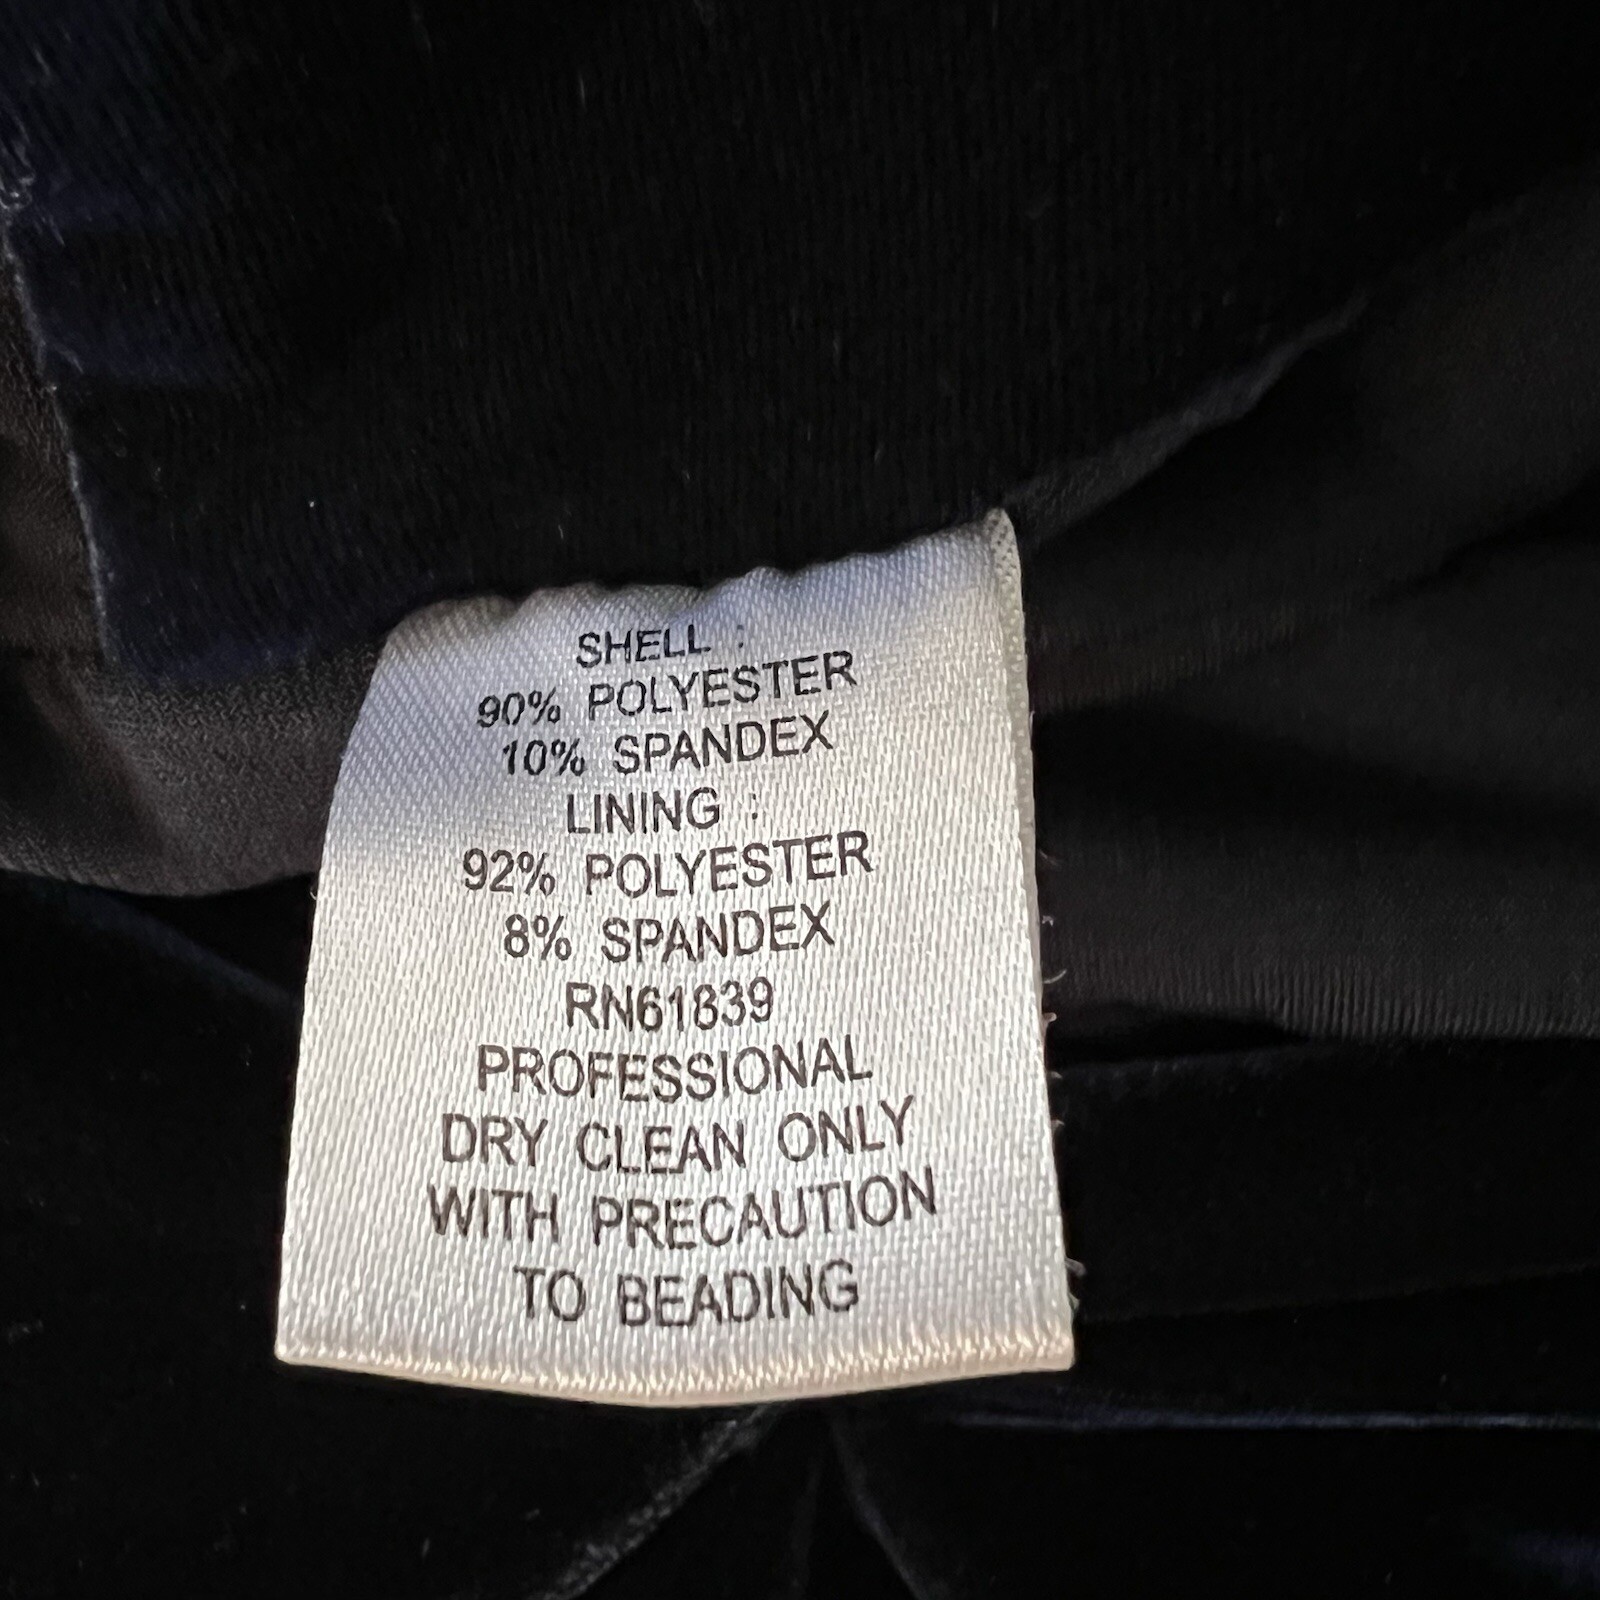 SHELL :
90% POLYESTER
10% SPANDEX
LINING :
92% POLYESTER
8% SPANDEX
RN61839
PROFESSIONAL
DRY CLEAN ONLY
WITH PRECAUTION
TO BEADING